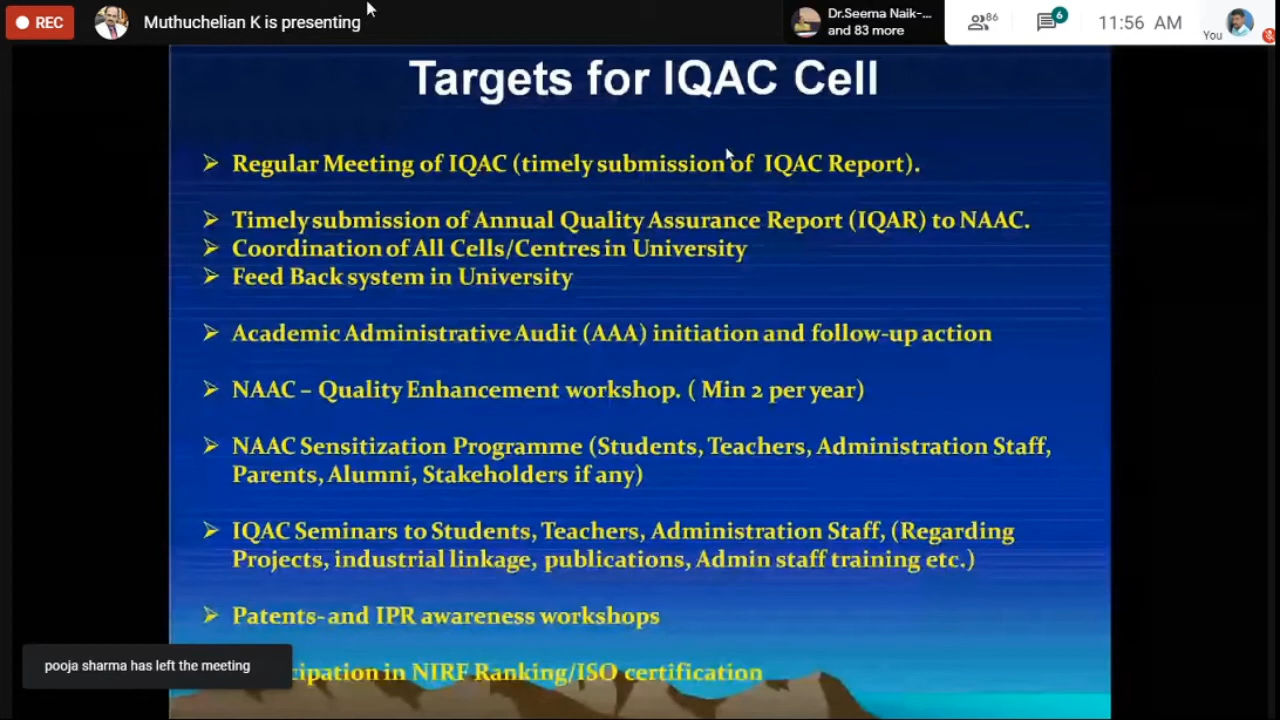 REC
Muthuchelian K is presenting
Dr.Seema Naik-...
and 83 more
86
6
11:56 AM
You
Targets for IQAC Cell
Regular Meeting of IQAC (timely submission of IQAC Report).
Timely submission of Annual Quality Assurance Report (IQAR) to NAAC.
Coordination of All Cells/Centres in University
Feed Back system in University
Academic Administrative Audit (AAA) initiation and follow-up action
NAAC – Quality Enhancement workshop. ( Min 2 per year)
NAAC Sensitization Programme (Students, Teachers, Administration Staff,
Parents, Alumni, Stakeholders if any)
IQAC Seminars to Students, Teachers, Administration Staff, (Regarding
Projects, industrial linkage, publications, Admin staff training etc.)
Patents- and IPR awareness workshops
cipation in NIRF Ranking/ISO certification
pooja sharma has left the meeting